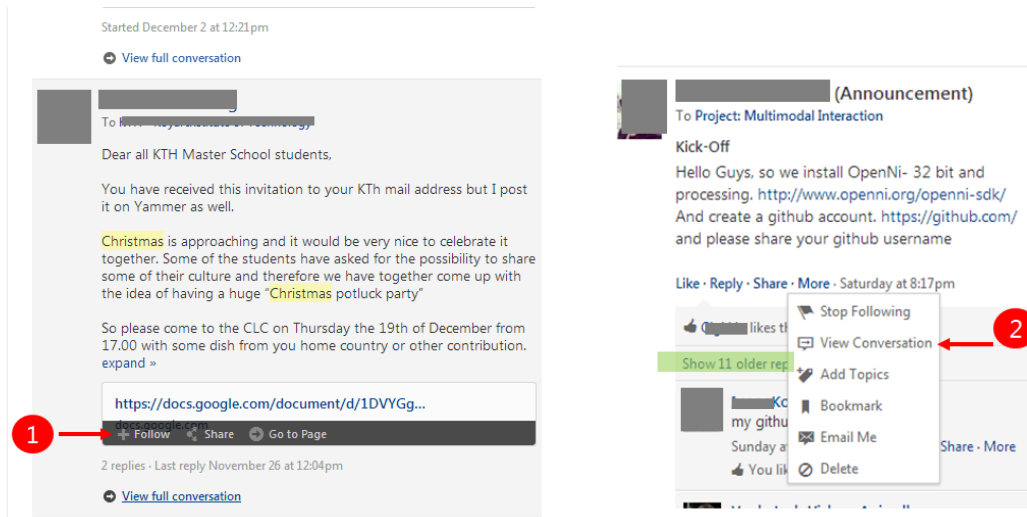 Started December 2 at 12:21pm
View full conversation
To
Dear all KTH Master School students,
You have received this invitation to your KTh mail address but I post
it on Yammer as well.
Christmas is approaching and it would be very nice to celebrate it
together. Some of the students have asked for the possibility to share
some of their culture and therefore we have together come up with
the idea of having a huge “Christmas potluck party”
So please come to the CLC on Thursday the 19th of December from
17.00 with some dish from you home country or other contribution.
expand »
https://docs.google.com/document/d/1DVYGg...
docs.google.com
Follow Share Go to Page
1
2 replies · Last reply November 26 at 12:04pm
View full conversation
(Announcement)
To Project: Multimodal Interaction
Kick-Off
Hello Guys, so we install OpenNi- 32 bit and
processing. http://www.openni.org/openni-sdk/
And create a github account. https://github.com/
and please share your github username
Like · Reply · Share · More · Saturday at 8:17pm
likes
Show 11 older
my
Sunday
You
Share · More
Stop Following
View Conversation
2
Add Topics
Bookmark
Email Me
Delete